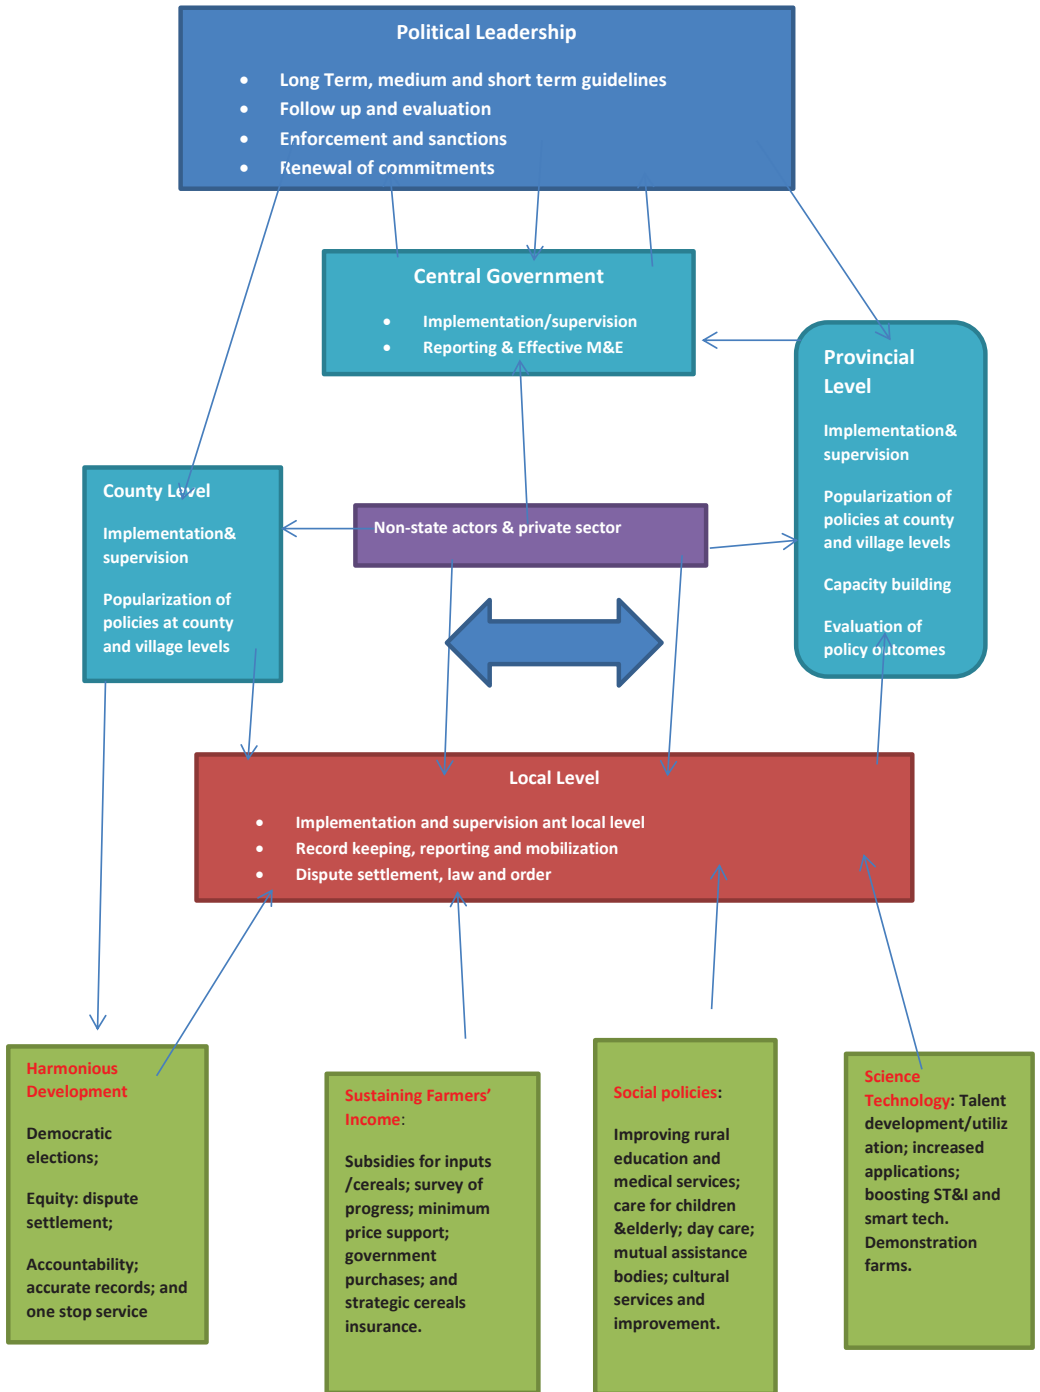 Political Leadership
• Long Term, medium and short term guidelines
• Follow up and evaluation
• Enforcement and sanctions
• Renewal of commitments
Central Government
• Implementation/supervision
• Reporting & Effective M&E
Provincial
Level
Implementation&
supervision
Popularization of
policies at county
and village levels
Capacity building
Evaluation of
policy outcomes
County Level
Implementation&
supervision
Popularization of
policies at county
and village levels
Non-state actors & private sector
Local Level
• Implementation and supervision ant local level
• Record keeping, reporting and mobilization
• Dispute settlement, law and order
Harmonious
Development
Democratic
elections;
Equity: dispute
settlement;
Accountability;
accurate records; and
one stop service
Sustaining Farmers’
Income:
Subsidies for inputs
/cereals; survey of
progress; minimum
price support;
government
purchases; and
strategic cereals
insurance.
Social policies:
Improving rural
education and
medical services;
care for children
&elderly; day care;
mutual assistance
bodies; cultural
services and
improvement.
Science
Technology: Talent
development/utiliz
ation; increased
applications;
boosting ST&I and
smart tech.
Demonstration
farms.